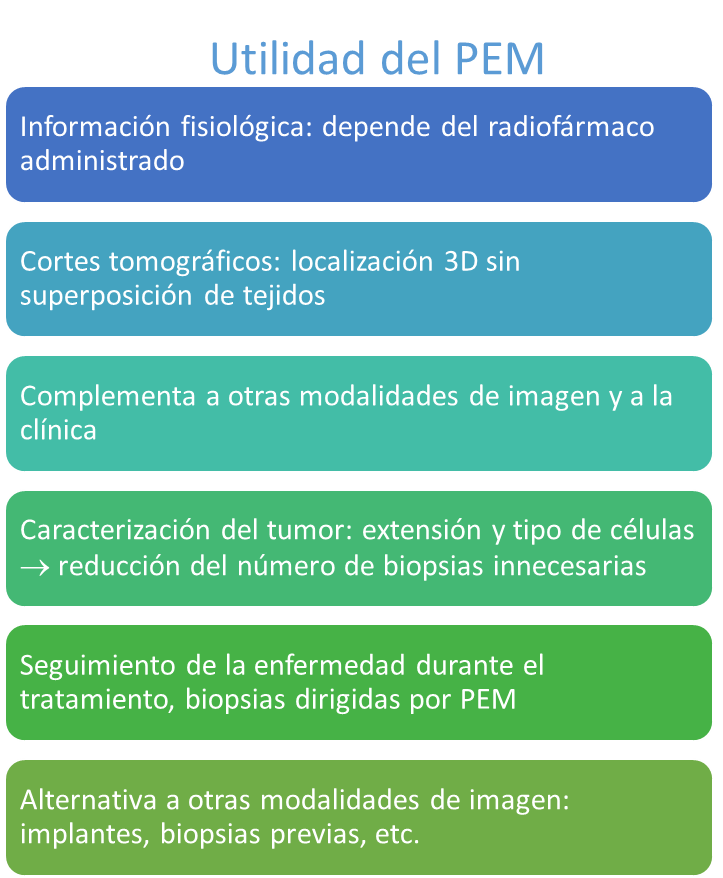 Utilidad del PEM
Información fisiológica: depende del radiofármaco
administrado
Cortes tomográficos: localización 3D sin
superposición de tejidos
Complementa a otras modalidades de imagen y a la
clínica
Caracterización del tumor: extensión y tipo de células
→ reducción del número de biopsias innecesarias
Seguimiento de la enfermedad durante el
tratamiento, biopsias dirigidas por PEM
Alternativa a otras modalidades de imagen:
implantes, biopsias previas, etc.